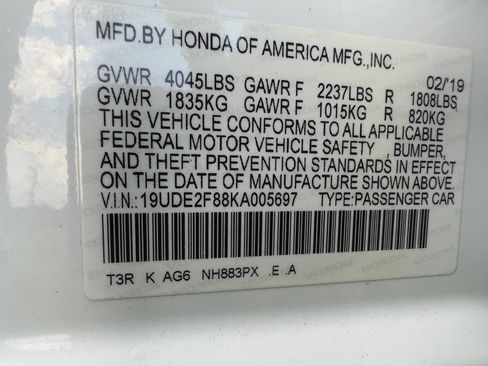 MFD.BY HONDA OF AMERICA MFG.,INC.
02/'19
GVWR 4045LBS GAWR F 2237LBS R 1808LBS
GVWR 1835KG GAWR F 1015KG R 820KG
THIS VEHICLE CONFORMS TO ALL APPLICABLE
FEDERAL MOTOR VEHICLE SAFETY , BUMPER,
AND THEFT PREVENTION STANDARDS IN EFFECT
ON THE DATE OF MANUFACTURE SHOWN ABOVE.
V.I.N.: 19UDE2F88KA005697 TYPE:PASSENGER CAR
T3R K AG6 NH883PX .E .A